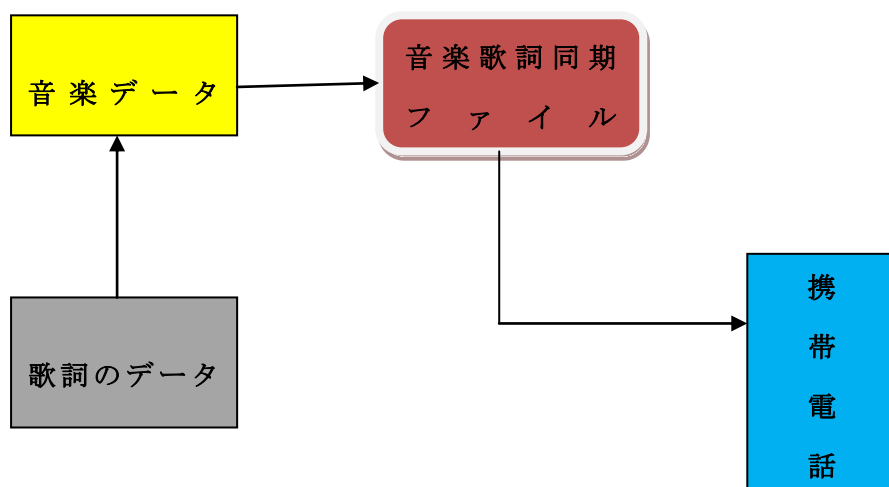 音楽データ
音楽歌詞同期
ファイル
歌詞のデータ
携
帯
電
話